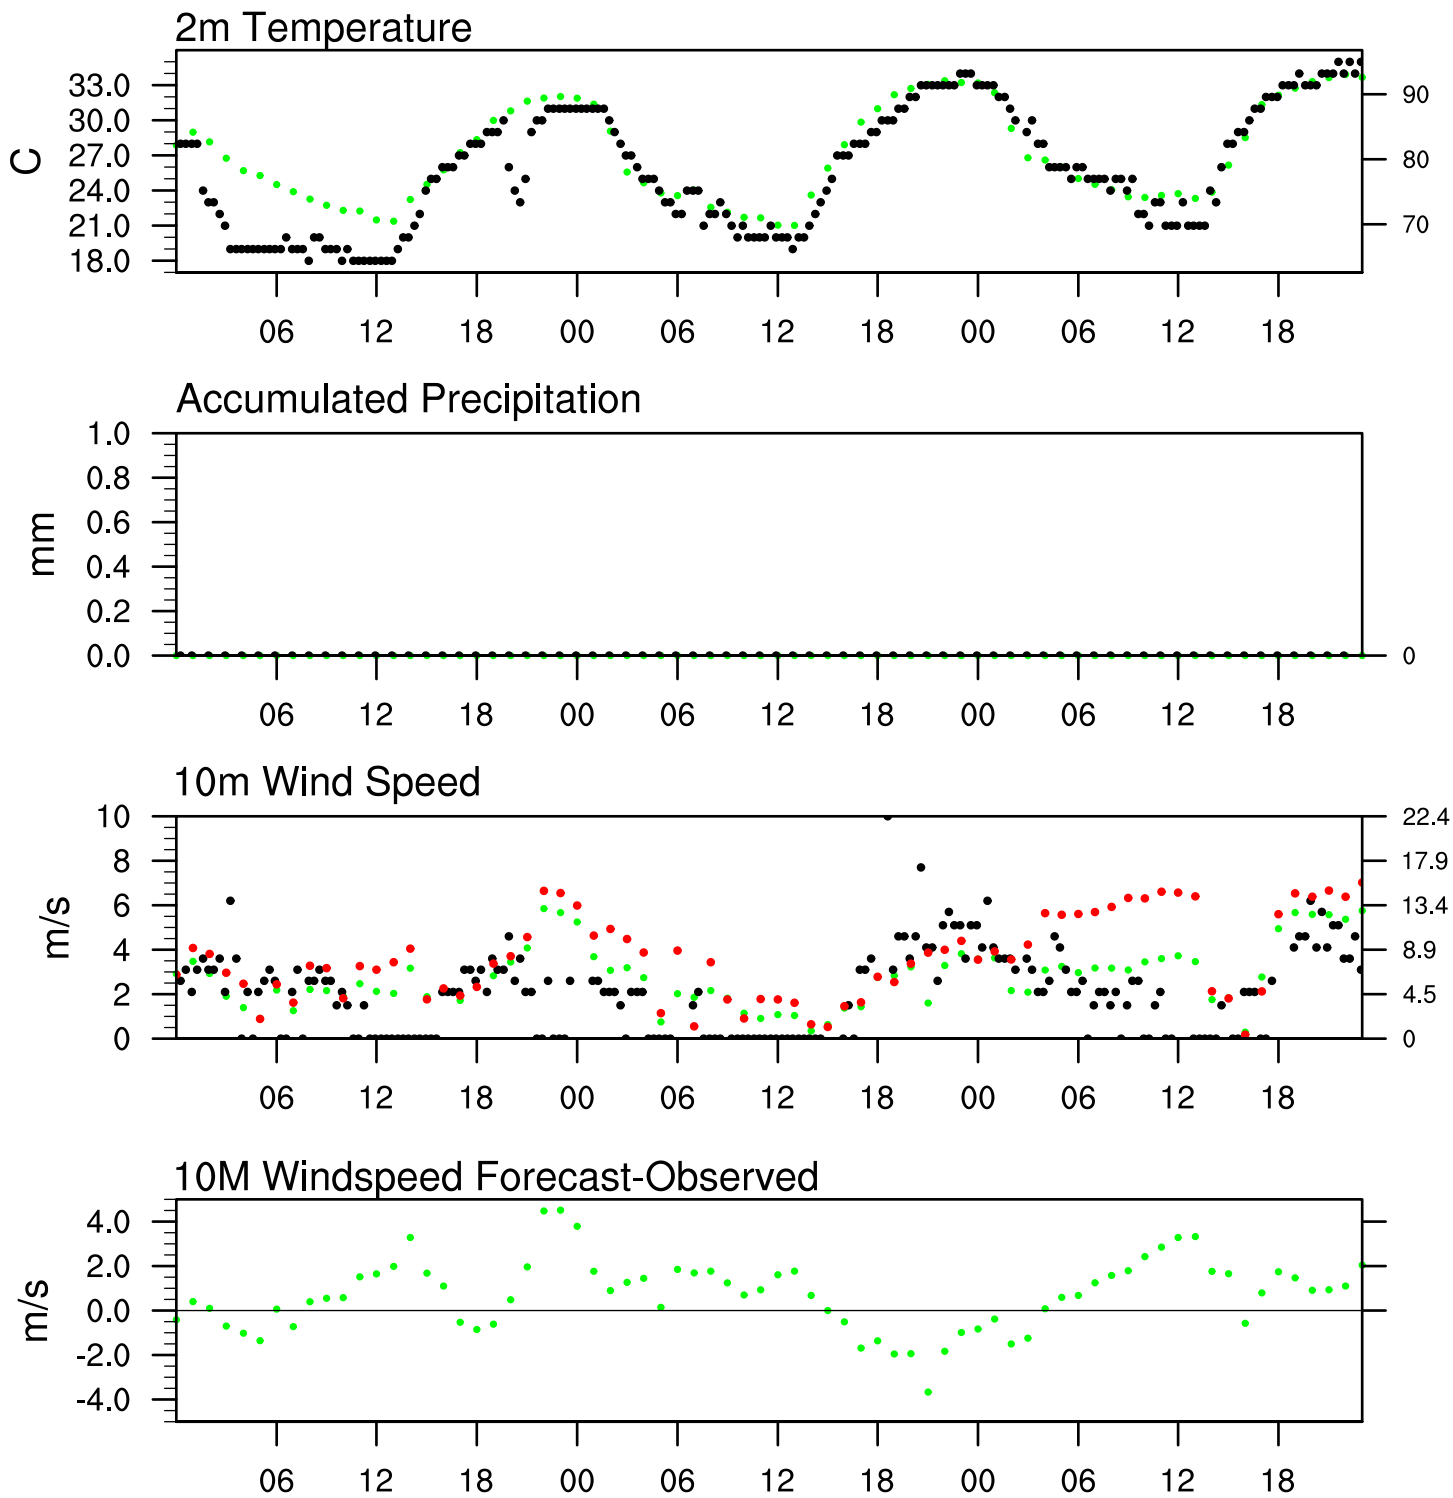 2m Temperature
33.0
30.0
27.0
24.0
21.0
18.0
C
90
80
70
06 12 18 00 06 12 18 00 06 12 18
Accumulated Precipitation
1.0
0.8
0.6
0.4
0.2
0.0
mm
0
06 12 18 00 06 12 18 00 06 12 18
10m Wind Speed
10
8
6
4
2
0
m/s
22.4
17.9
13.4
8.9
4.5
0
06 12 18 00 06 12 18 00 06 12 18
10M Windspeed Forecast-Observed
4.0
2.0
0.0
-2.0
-4.0
m/s
06 12 18 00 06 12 18 00 06 12 18